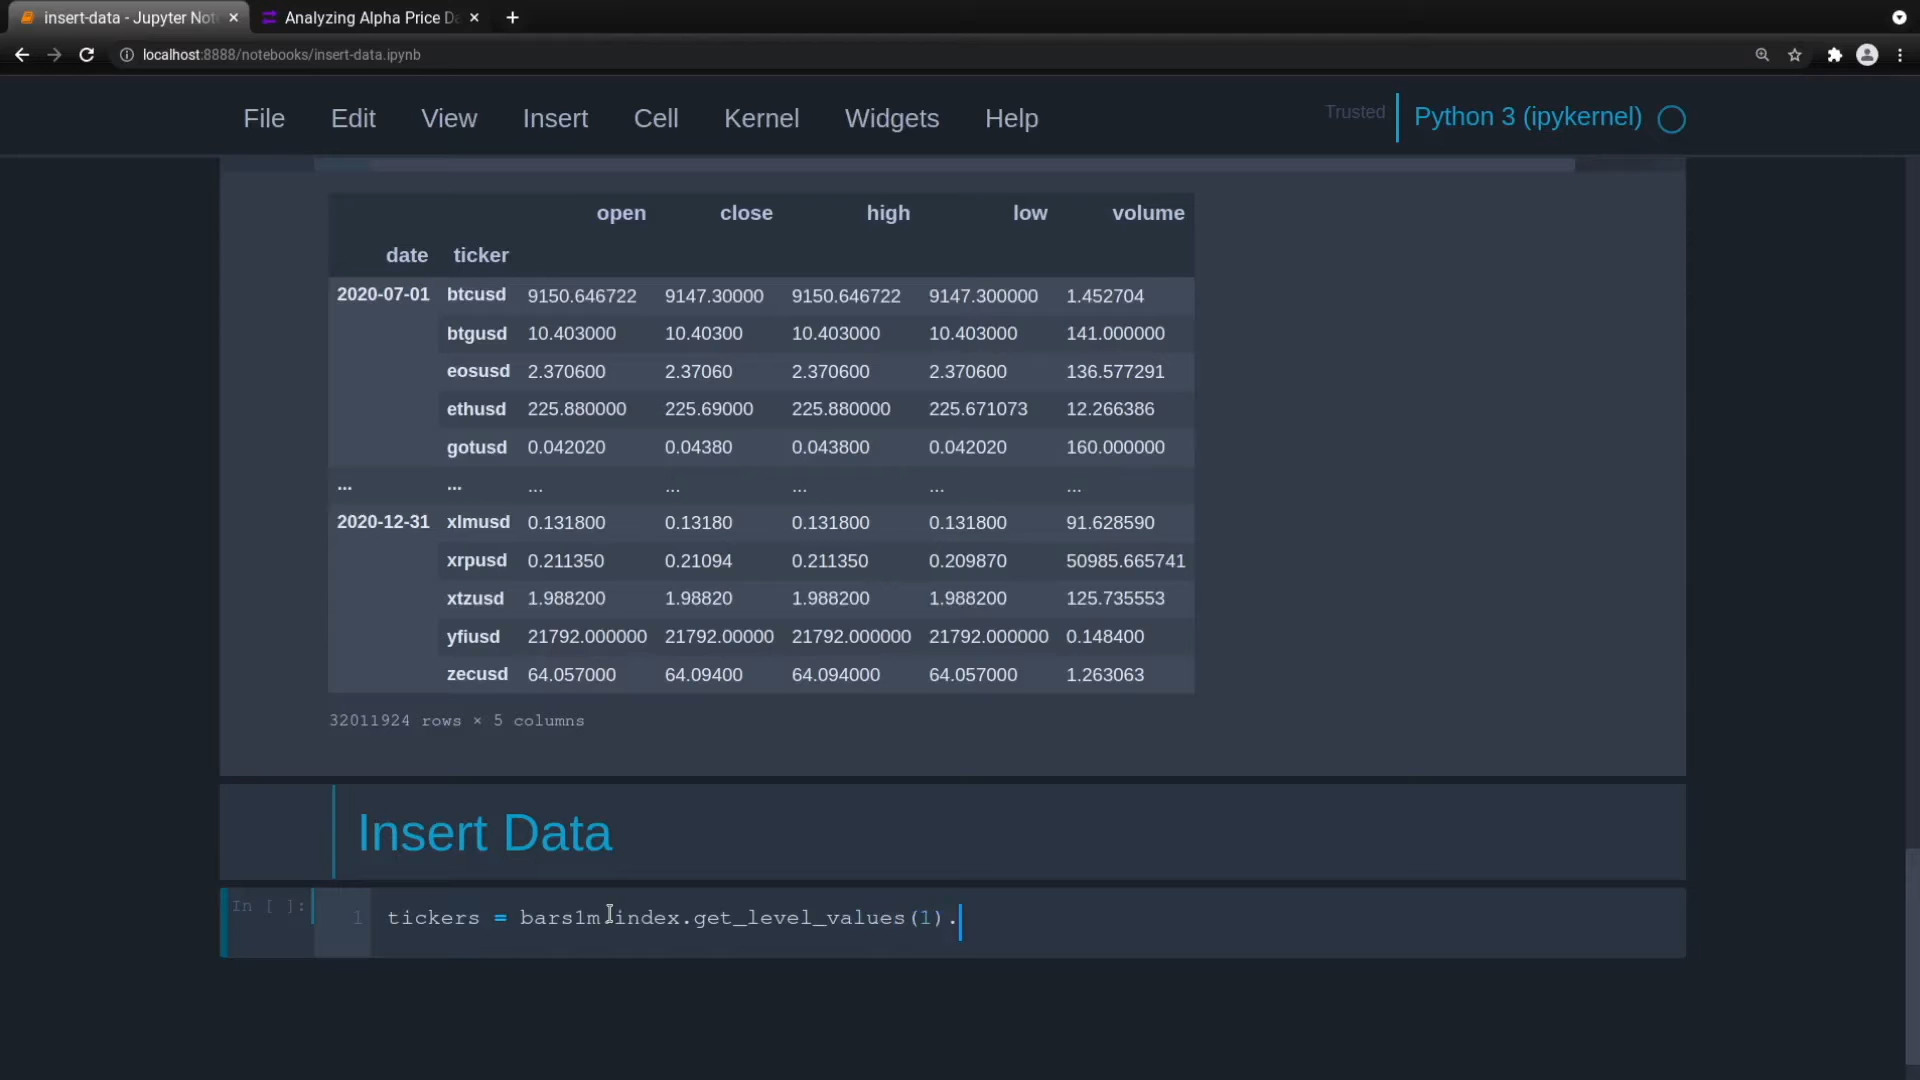 insert-data - Jupyter Not
Analyzing Alpha Price D
localhost:8888/notebooks/insert-data.ipynb
File Edit View Insert Cell Kernel Widgets Help
Trusted
Python 3 (ipykernel)
open close high low volume
date ticker
2020-07-01 btcusd 9150.646722 9147.30000 9150.646722 9147.300000 1.452704
btgusd 10.403000 10.40300 10.403000 10.403000 141.000000
eosusd 2.370600 2.37060 2.370600 2.370600 136.577291
ethusd 225.880000 225.69000 225.880000 225.671073 12.266386
gotusd 0.042020 0.04380 0.043800 0.042020 160.000000
... ... ... ... ... ... ...
2020-12-31 xlmusd 0.131800 0.13180 0.131800 0.131800 91.628590
xrpusd 0.211350 0.21094 0.211350 0.209870 50985.665741
xtzusd 1.988200 1.98820 1.988200 1.988200 125.735553
yfiusd 21792.000000 21792.00000 21792.000000 21792.000000 0.148400
zecusd 64.057000 64.09400 64.094000 64.057000 1.263063
32011924 rows × 5 columns
Insert Data
In [ ]:
1 tickers = bars1m.index.get_level_values(1).